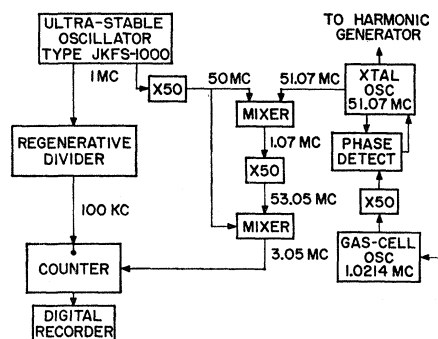 TO HARMONIC
GENERATOR
ULTRA-STABLE
OSCILLATOR
TYPE JKFS-1000
1 MC
X50
50 MC
51.07 MC
XTAL
OSC
51.07 MC
MIXER
REGENERATIVE
DIVIDER
1.07 MC
PHASE
DETECT
X50
X50
53.05 MC
100 KC
MIXER
3.05 MC
GAS-CELL
OSC
1.0214 MC
COUNTER
DIGITAL
RECORDER